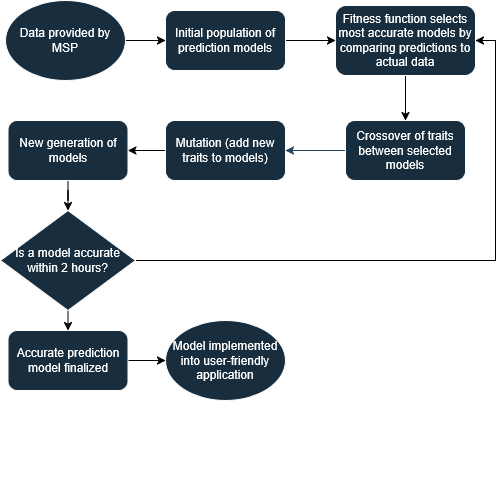 Data provided by
MSP
Initial population of
prediction models
Fitness function selects
most accurate models by
comparing predictions to
actual data
Crossover of traits
between selected
models
Mutation (add new
traits to models)
New generation of
models
Is a model accurate
within 2 hours?
Accurate prediction
model finalized
Model implemented
into user-friendly
application